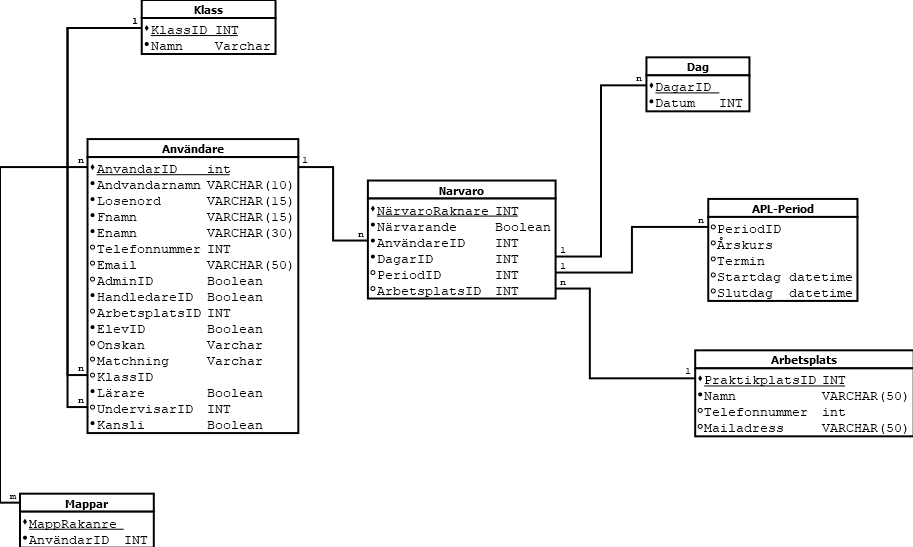 Klass
1
KlassID INT
Namn Varchar
Dag
n
DagarID
Datum INT
Användare
n
1
AnvandarID int
Andvandarnamn VARCHAR(10)
Losenord VARCHAR(15)
Fnamn VARCHAR(15)
Enamn VARCHAR(30)
Telefonnummer INT
Email VARCHAR(50)
AdminID Boolean
HandledareID Boolean
ArbetsplatsID INT
ElevID Boolean
Onskan Varchar
Matchning Varchar
n
KlassID
Lärare Boolean
n
UndervisarID INT
Kansli Boolean
Narvaro
NärvaroRaknare INT
Närvarande Boolean
n
AnvändareID INT
DagarID INT
1
PeriodID INT
1
ArbetsplatsID INT
n
APL-Period
n
PeriodID
Årskurs
Termin
Startdag datetime
Slutdag datetime
Arbetsplats
1
PraktikplatsID INT
Namn VARCHAR(50)
Telefonnummer int
Mailadress VARCHAR(50)
Mappar
m
MappRakanre
AnvändarID INT